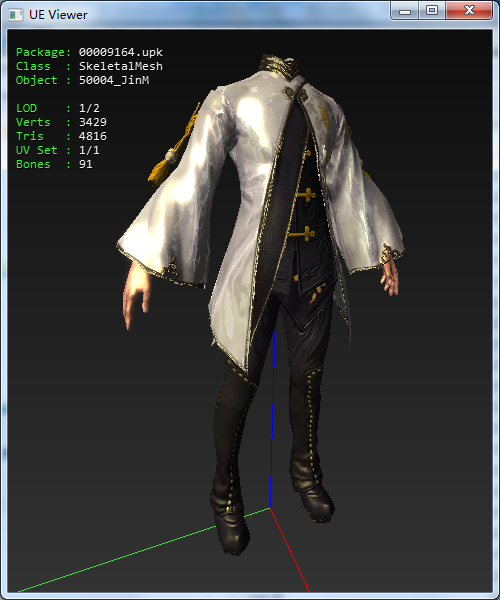 UE Viewer
Package: 00009164.upk
Class  : SkeletalMesh
Object : 50004_JinM
LOD    : 1/2
Verts  : 3429
Tris   : 4816
UV Set : 1/1
Bones  : 91